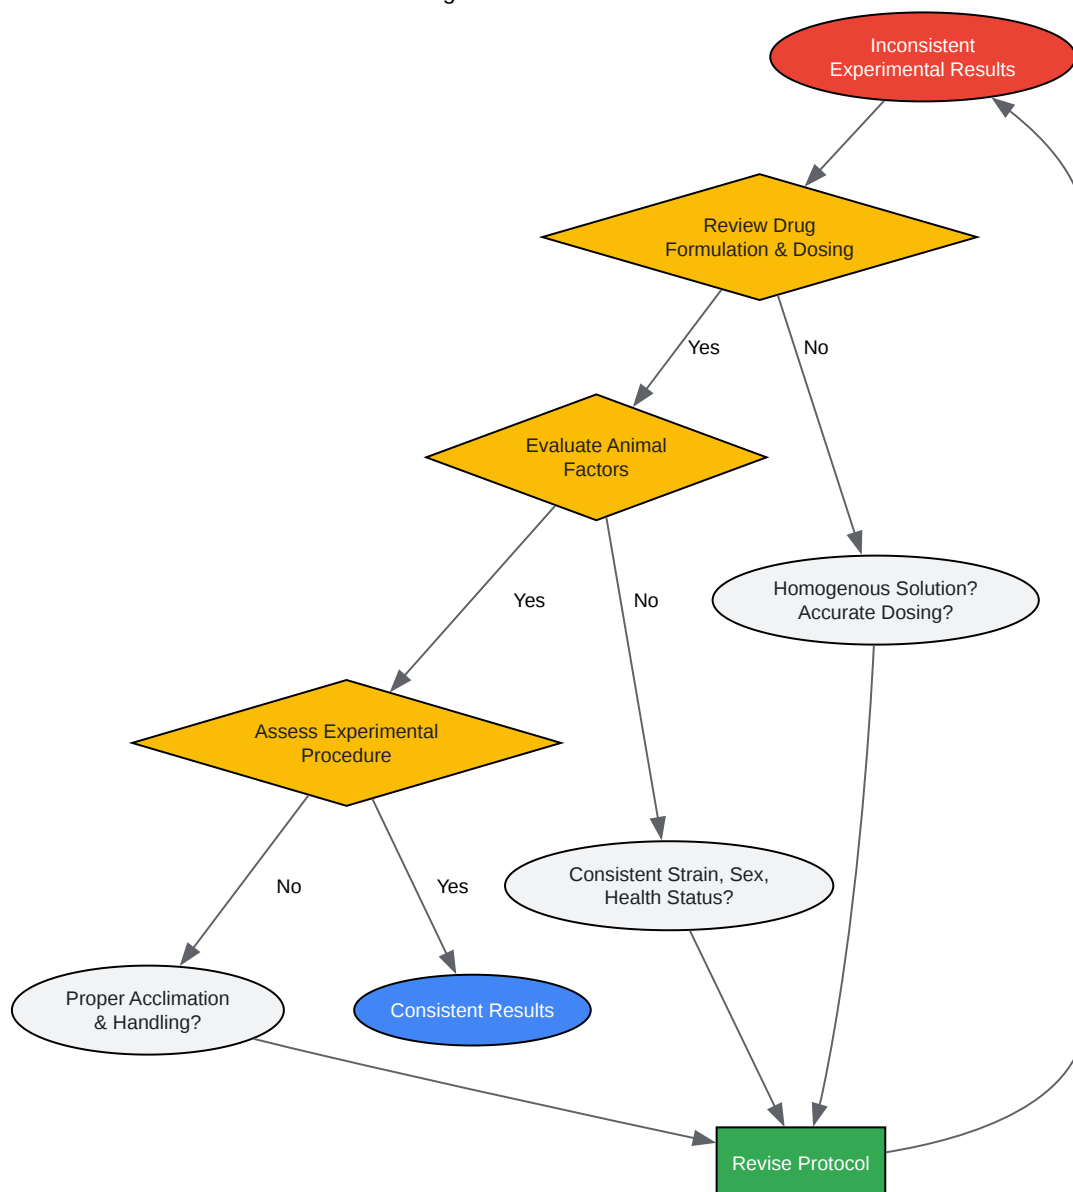 Inconsistent
Experimental Results
Review Drug
Formulation & Dosing
Yes
No
Evaluate Animal
Factors
Yes
No
Homogenous Solution?
Accurate Dosing?
Assess Experimental
Procedure
No
Yes
Consistent Strain, Sex,
Health Status?
Proper Acclimation
& Handling?
Consistent Results
Revise Protocol